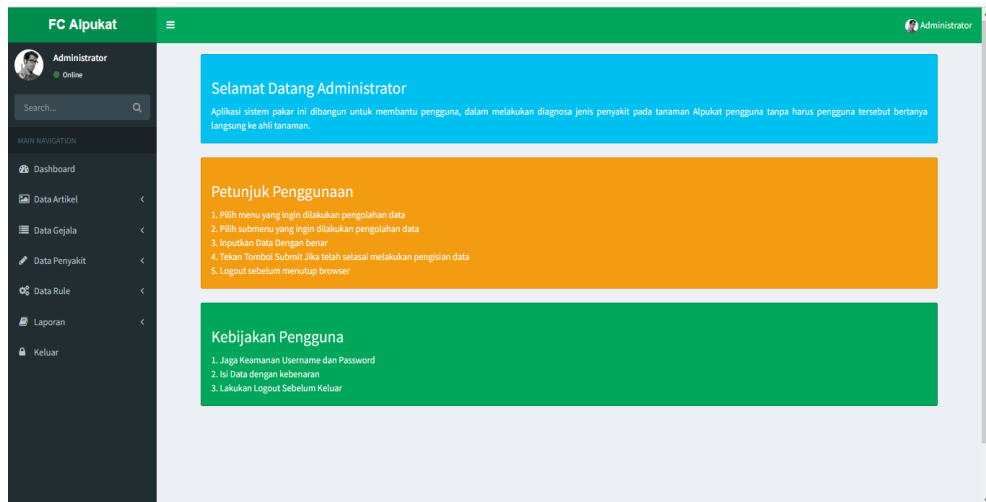 FC Alpukat
Administrator
Administrator
Online
Search...
MAIN NAVIGATION
Dashboard
Data Artikel
Data Gejala
Data Penyakit
Data Rule
Laporan
Keluar
Selamat Datang Administrator
Aplikasi sistem pakar ini dibangun untuk membantu pengguna, dalam melakukan diagnosa jenis penyakit pada tanaman Alpukat pengguna tanpa harus pengguna tersebut bertanya
langsung ke ahli tanaman.
Petunjuk Penggunaan
1. Pilih menu yang ingin dilakukan pengolahan data
2. Pilih submenu yang ingin dilakukan pengolahan data
3. Inputkan Data Dengan benar
4. Tekan Tombol Submit Jika telah selasai melakukan pengisian data
5. Logout sebelum menutup browser
Kebijakan Pengguna
1. Jaga Keamanan Username dan Password
2. Isi Data dengan kebenaran
3. Lakukan Logout Sebelum Keluar